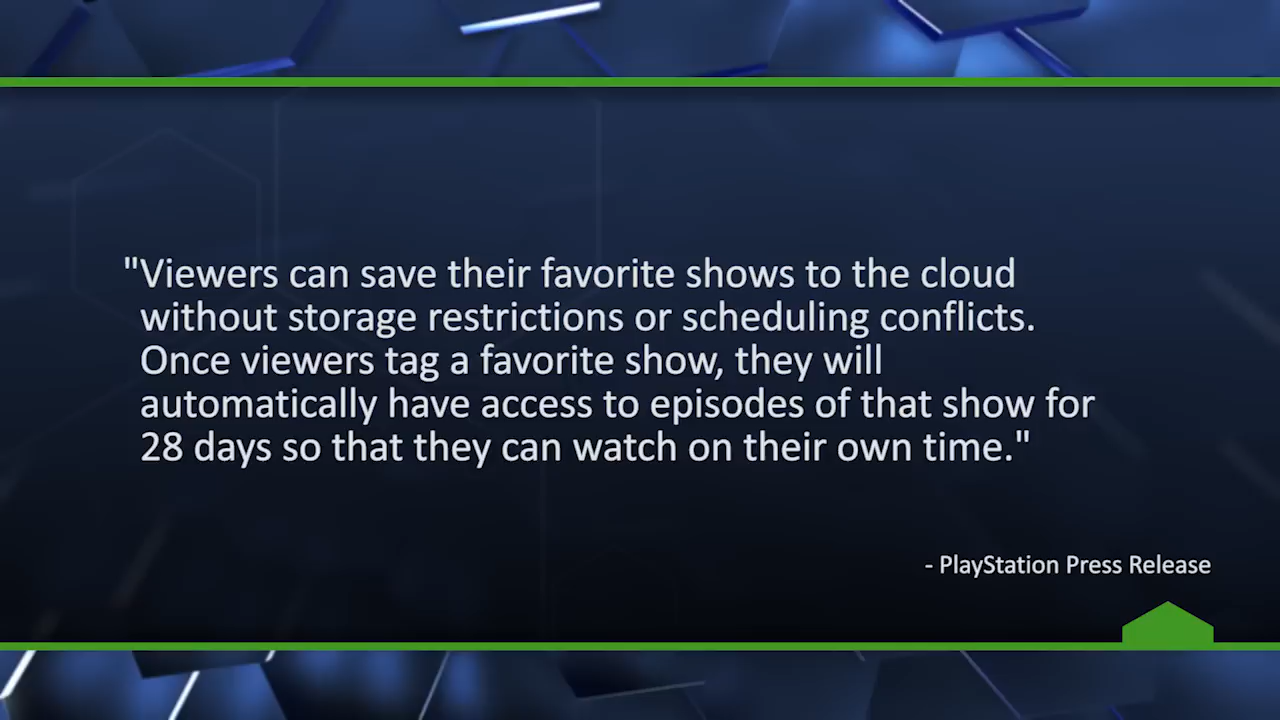 "Viewers can save their favorite shows to the cloud
without storage restrictions or scheduling conflicts.
Once viewers tag a favorite show, they will
automatically have access to episodes of that show for
28 days so that they can watch on their own time."
- PlayStation Press Release